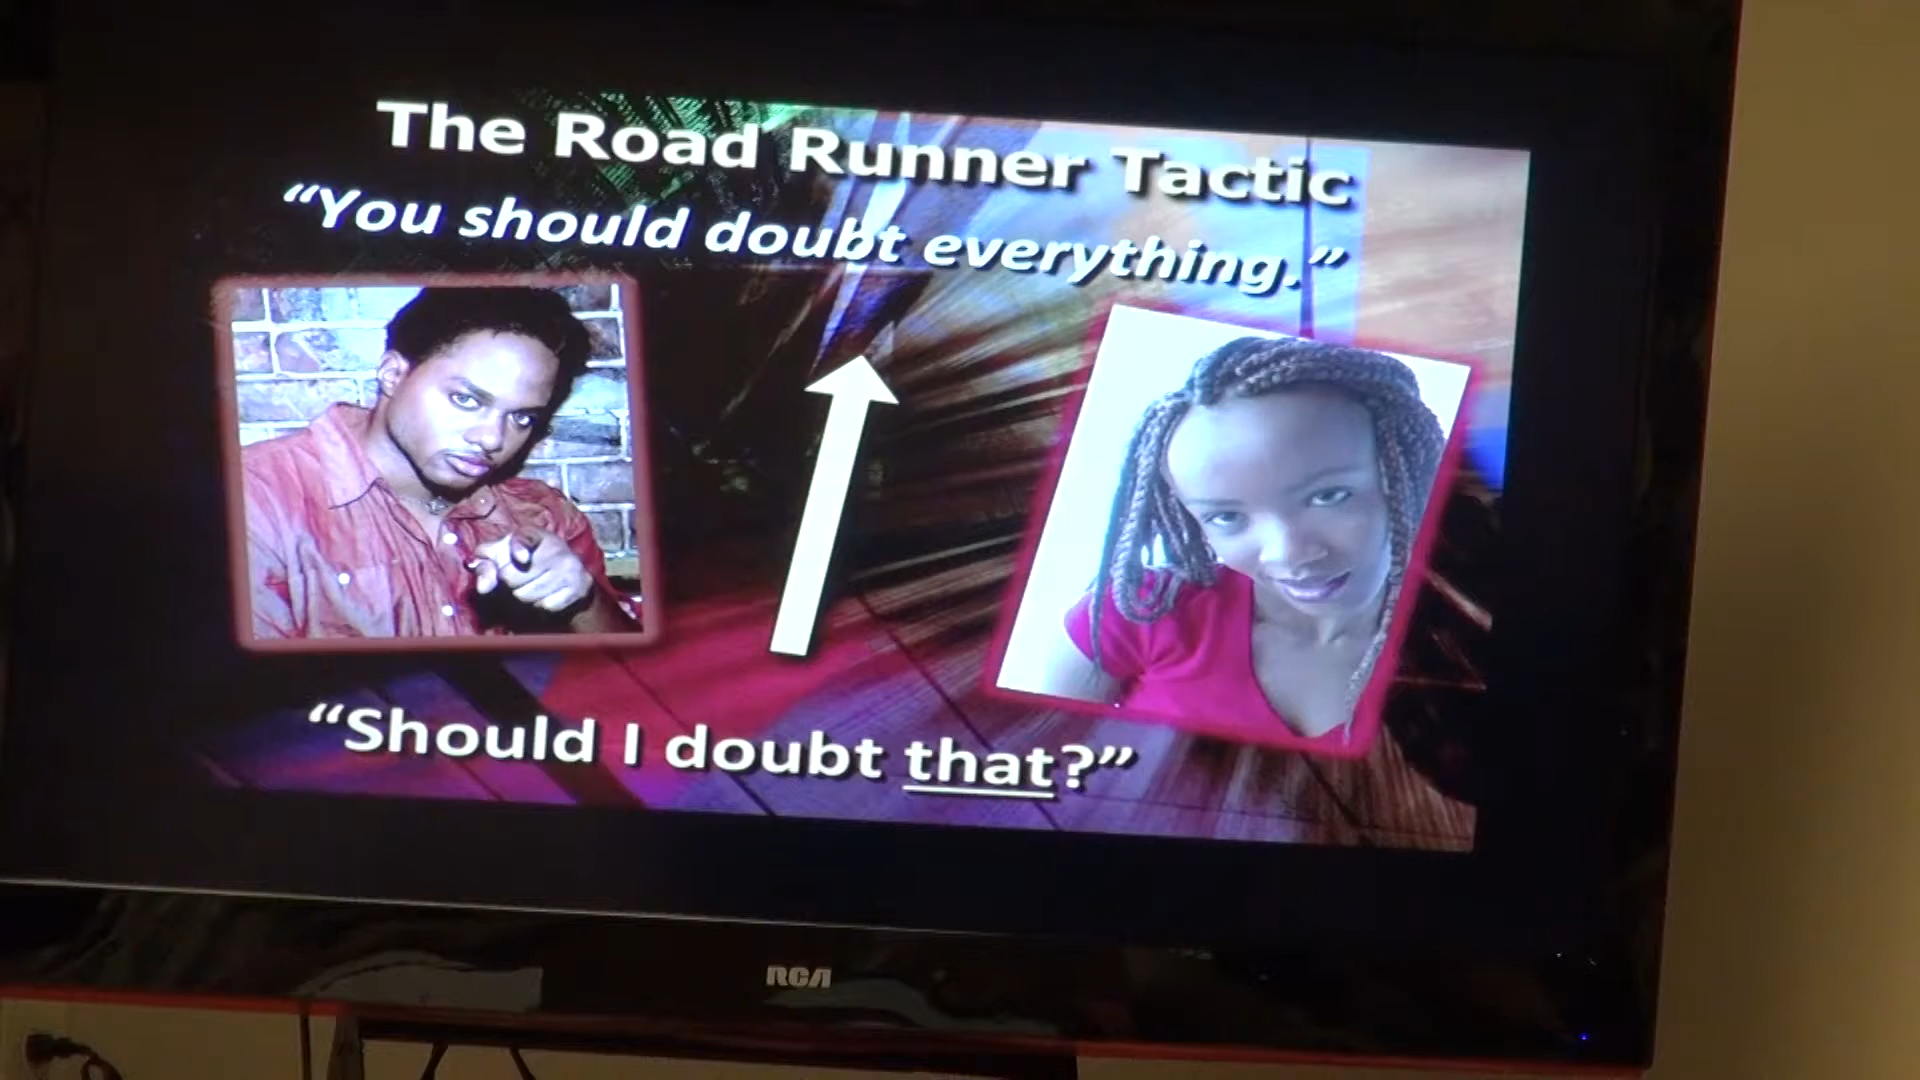 The Road Runner Tactic
“You should doubt everything.”
“Should I doubt that?”
RCA